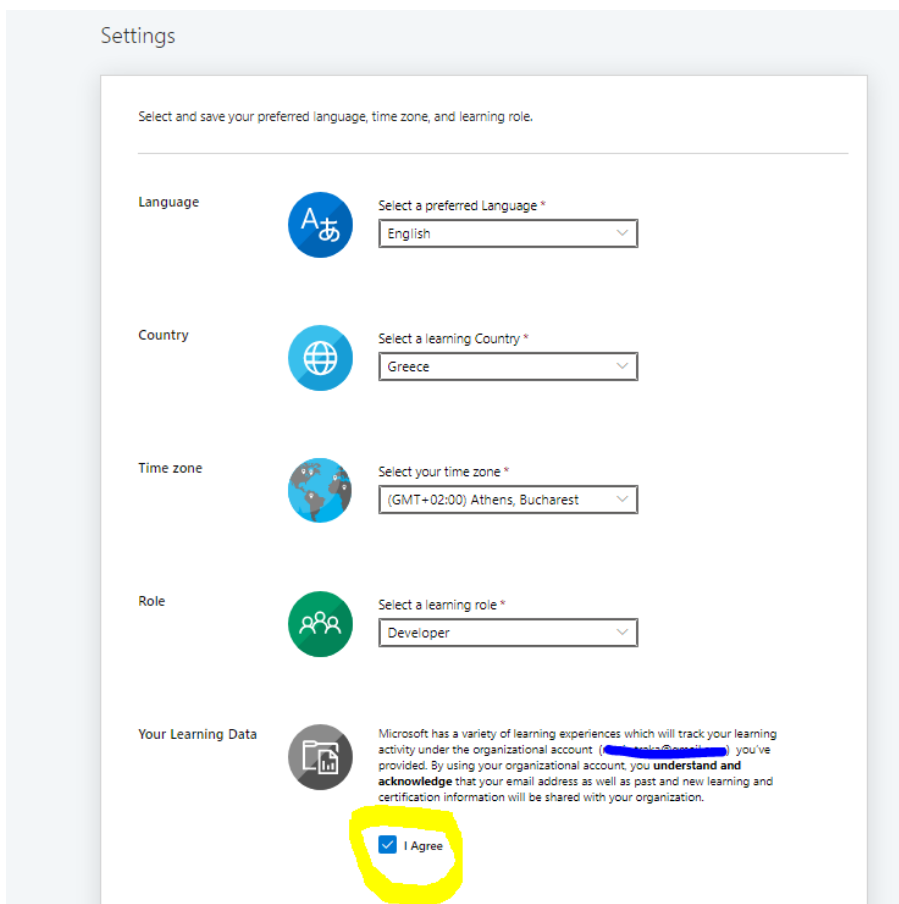 Settings
Select and save your preferred language, time zone, and learning role.
Language
Select a preferred Language *
English
Country
Select a learning Country *
Greece
Time zone
Select your time zone *
(GMT+02:00) Athens, Bucharest
Role
Select a learning role *
Developer
Your Learning Data
Microsoft has a variety of learning experiences which will track your learning
activity under the organizational account ( ) you've
provided. By using your organizational account, you understand and
acknowledge that your email address as well as past and new learning and
certification information will be shared with your organization.
I Agree